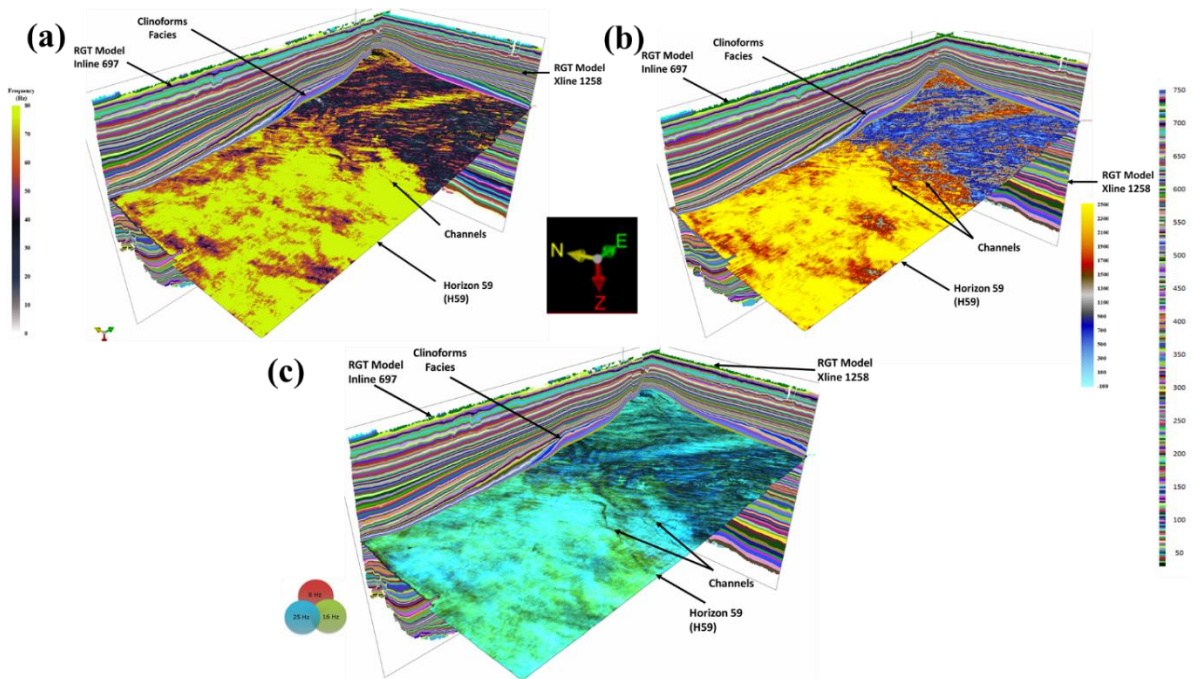 (a)
Clinoforms
Facies
RGT Model
Inline 697
RGT Model
Xline 1258
Frequency
(Hz)
80
70
60
50
40
30
20
10
0
Channels
Horizon 59
(H59)
N
E
Z
(b)
Clinoforms
Facies
RGT Model
Inline 697
RGT Model
Xline 1258
2500
2300
2100
1900
1700
1500
1300
1100
900
700
500
300
100
-100
Channels
Horizon 59
(H59)
750
700
650
600
550
500
450
400
350
300
250
200
150
100
50
(c)
Clinoforms
Facies
RGT Model
Inline 697
RGT Model
Xline 1258
8 Hz
25 Hz
16 Hz
Channels
Horizon 59
(H59)